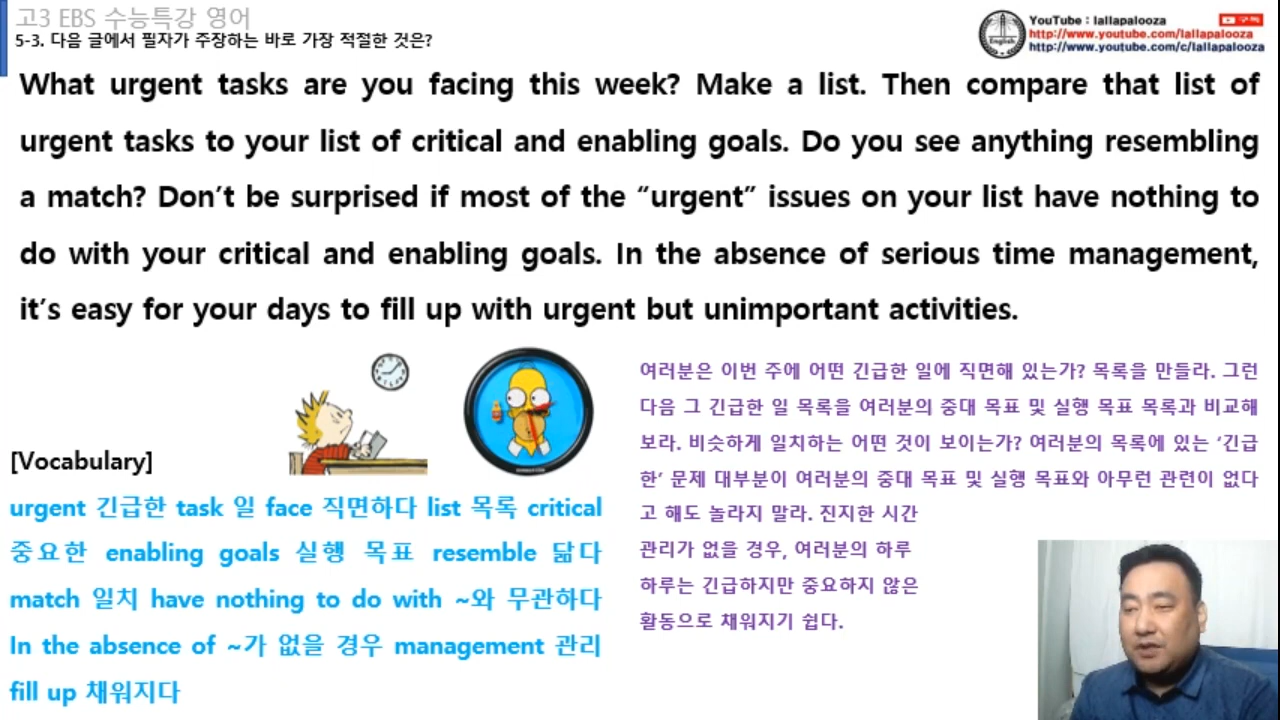 고3 EBS 수능특강 영어
5-3. 다음 글에서 필자가 주장하는 바로 가장 적절한 것은?
YouTube : lallapalooza
구독
http://www.youtube.com/lallapalooza
http://www.youtube.com/c/lallapalooza
English
What urgent tasks are you facing this week? Make a list. Then compare that list of
urgent tasks to your list of critical and enabling goals. Do you see anything resembling
a match? Don’t be surprised if most of the “urgent” issues on your list have nothing to
do with your critical and enabling goals. In the absence of serious time management,
it’s easy for your days to fill up with urgent but unimportant activities.
[Vocabulary]
urgent 긴급한 task 일 face 직면하다 list 목록 critical
중요한 enabling goals 실행 목표 resemble 닮다
match 일치 have nothing to do with ~와 무관하다
In the absence of ~가 없을 경우 management 관리
fill up 채워지다
여러분은 이번 주에 어떤 긴급한 일에 직면해 있는가? 목록을 만들라. 그런
다음 그 긴급한 일 목록을 여러분의 중대 목표 및 실행 목표 목록과 비교해
보라. 비슷하게 일치하는 어떤 것이 보이는가? 여러분의 목록에 있는 ‘긴급
한’ 문제 대부분이 여러분의 중대 목표 및 실행 목표와 아무런 관련이 없다
고 해도 놀라지 말라. 진지한 시간
관리가 없을 경우, 여러분의 하루
하루는 긴급하지만 중요하지 않은
활동으로 채워지기 쉽다.